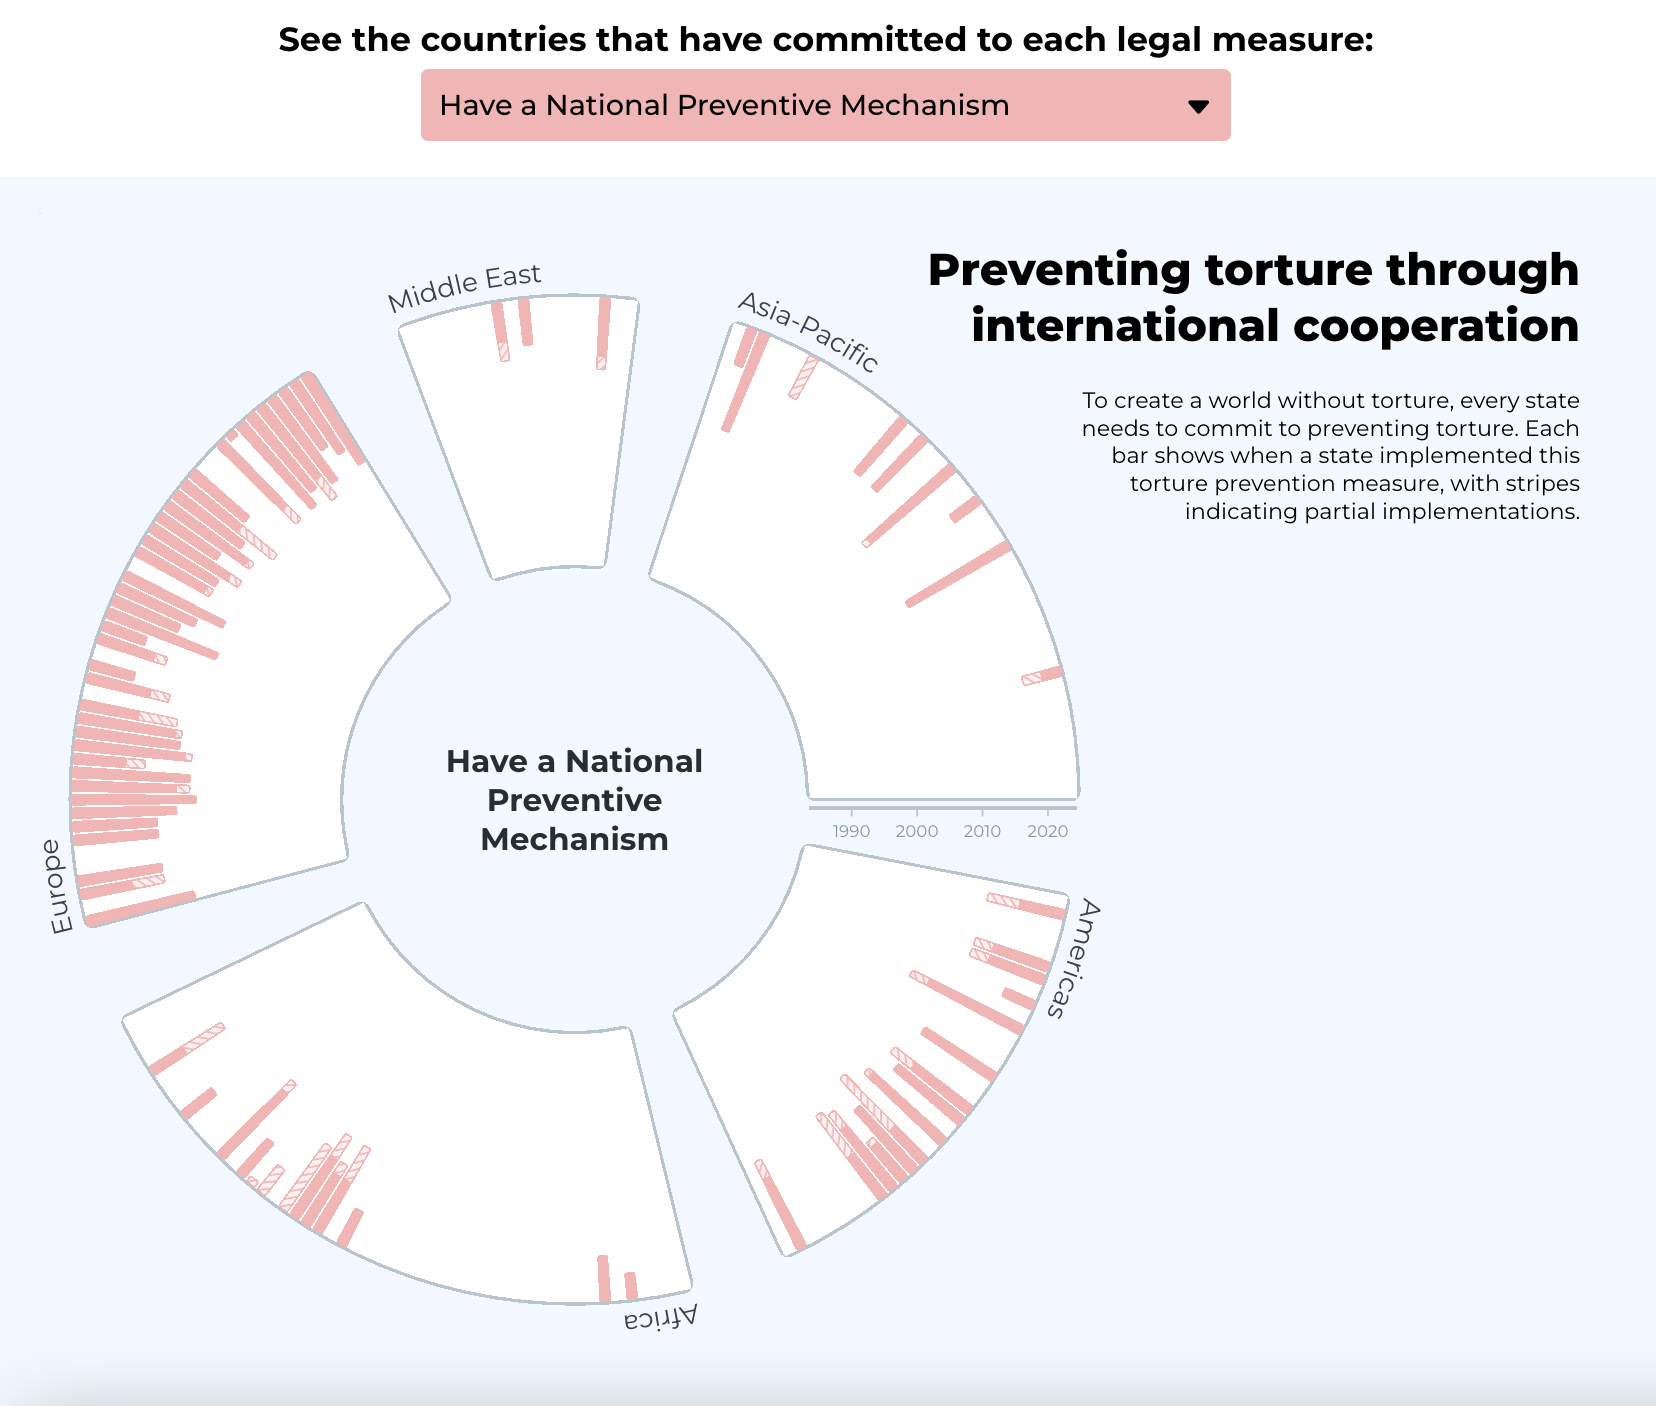 See the countries that have committed to each legal measure:
Have a National Preventive Mechanism
Preventing torture through
international cooperation
To create a world without torture, every state
needs to commit to preventing torture. Each
bar shows when a state implemented this
torture prevention measure, with stripes
indicating partial implementations.
Middle East
Asia-Pacific
Europe
Have a National
Preventive
Mechanism
1990 2000 2010 2020
Americas
Africa